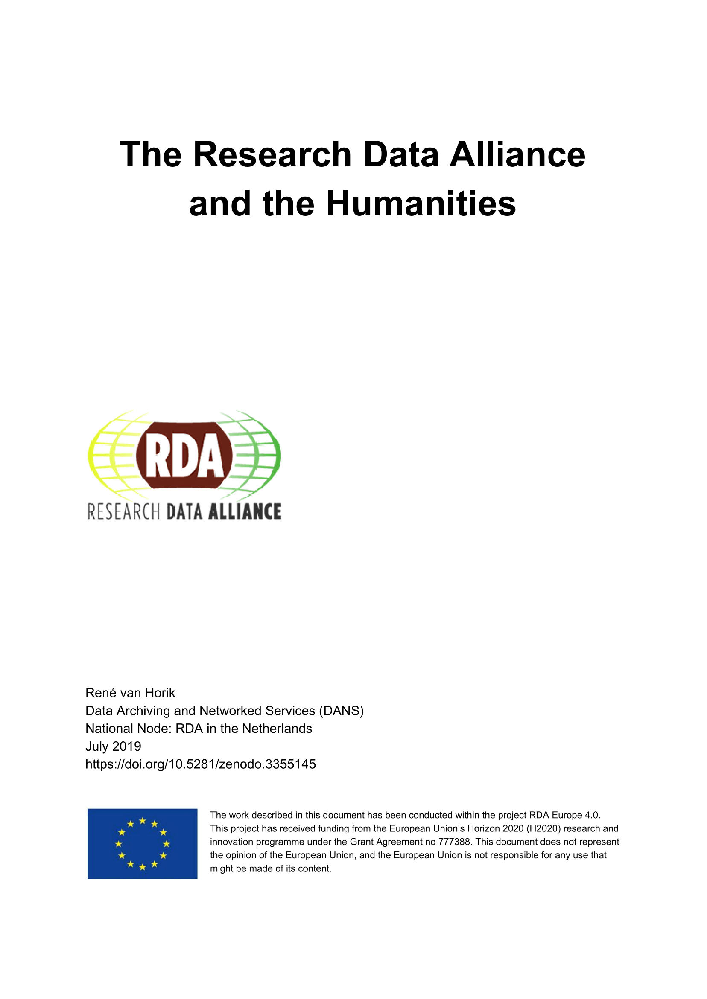 The Research Data Alliance
and the Humanities
RDA
RESEARCH DATA ALLIANCE
René van Horik
Data Archiving and Networked Services (DANS)
National Node: RDA in the Netherlands
July 2019
https://doi.org/10.5281/zenodo.3355145
The work described in this document has been conducted within the project RDA Europe 4.0.
This project has received funding from the European Union’s Horizon 2020 (H2020) research and
innovation programme under the Grant Agreement no 777388. This document does not represent
the opinion of the European Union, and the European Union is not responsible for any use that
might be made of its content.